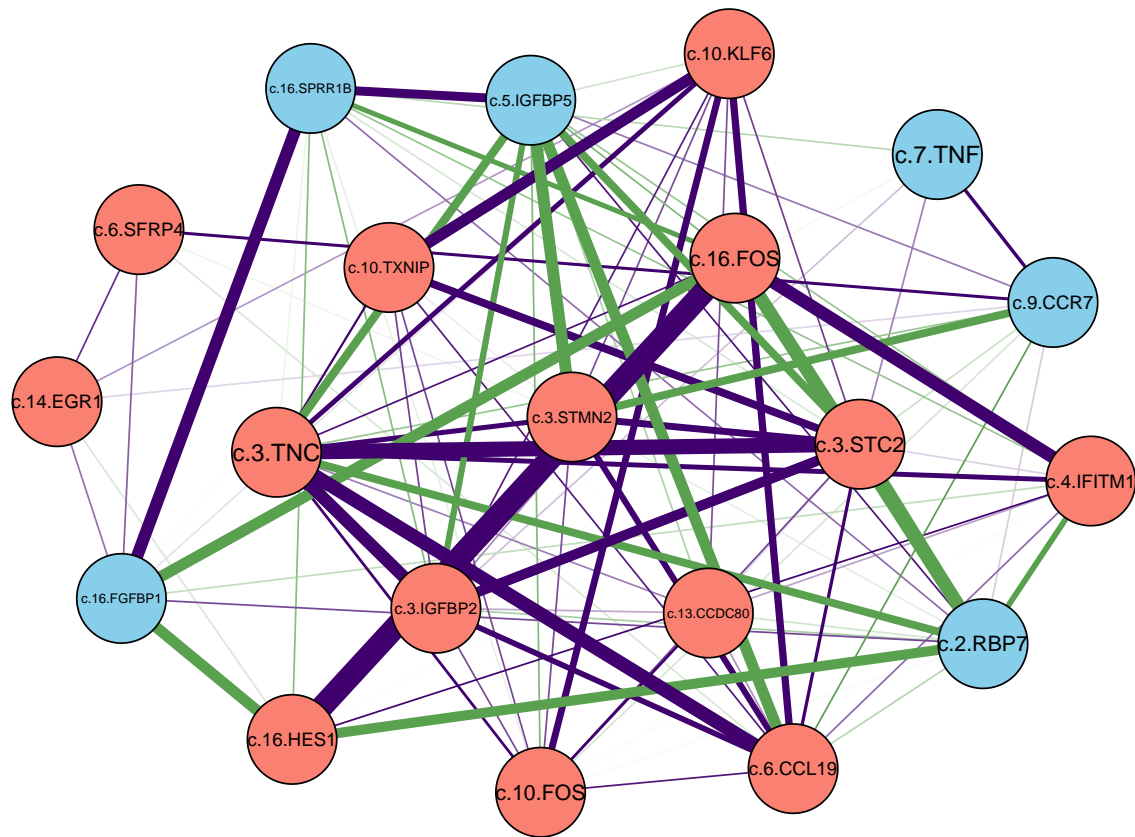 c.10.KLF6
c.16.SPRR1B
c.5.IGFBP5
c.7.TNF
c.6.SFRP4
c.10.TXNIP
c.16.FOS
c.9.CCR7
c.14.EGR1
c.3.TNC
c.3.STMN2
c.3.STC2
c.4.IFITM1
c.16.FGFBP1
c.3.IGFBP2
c.13.CCDC80
c.2.RBP7
c.16.HES1
c.10.FOS
c.6.CCL19